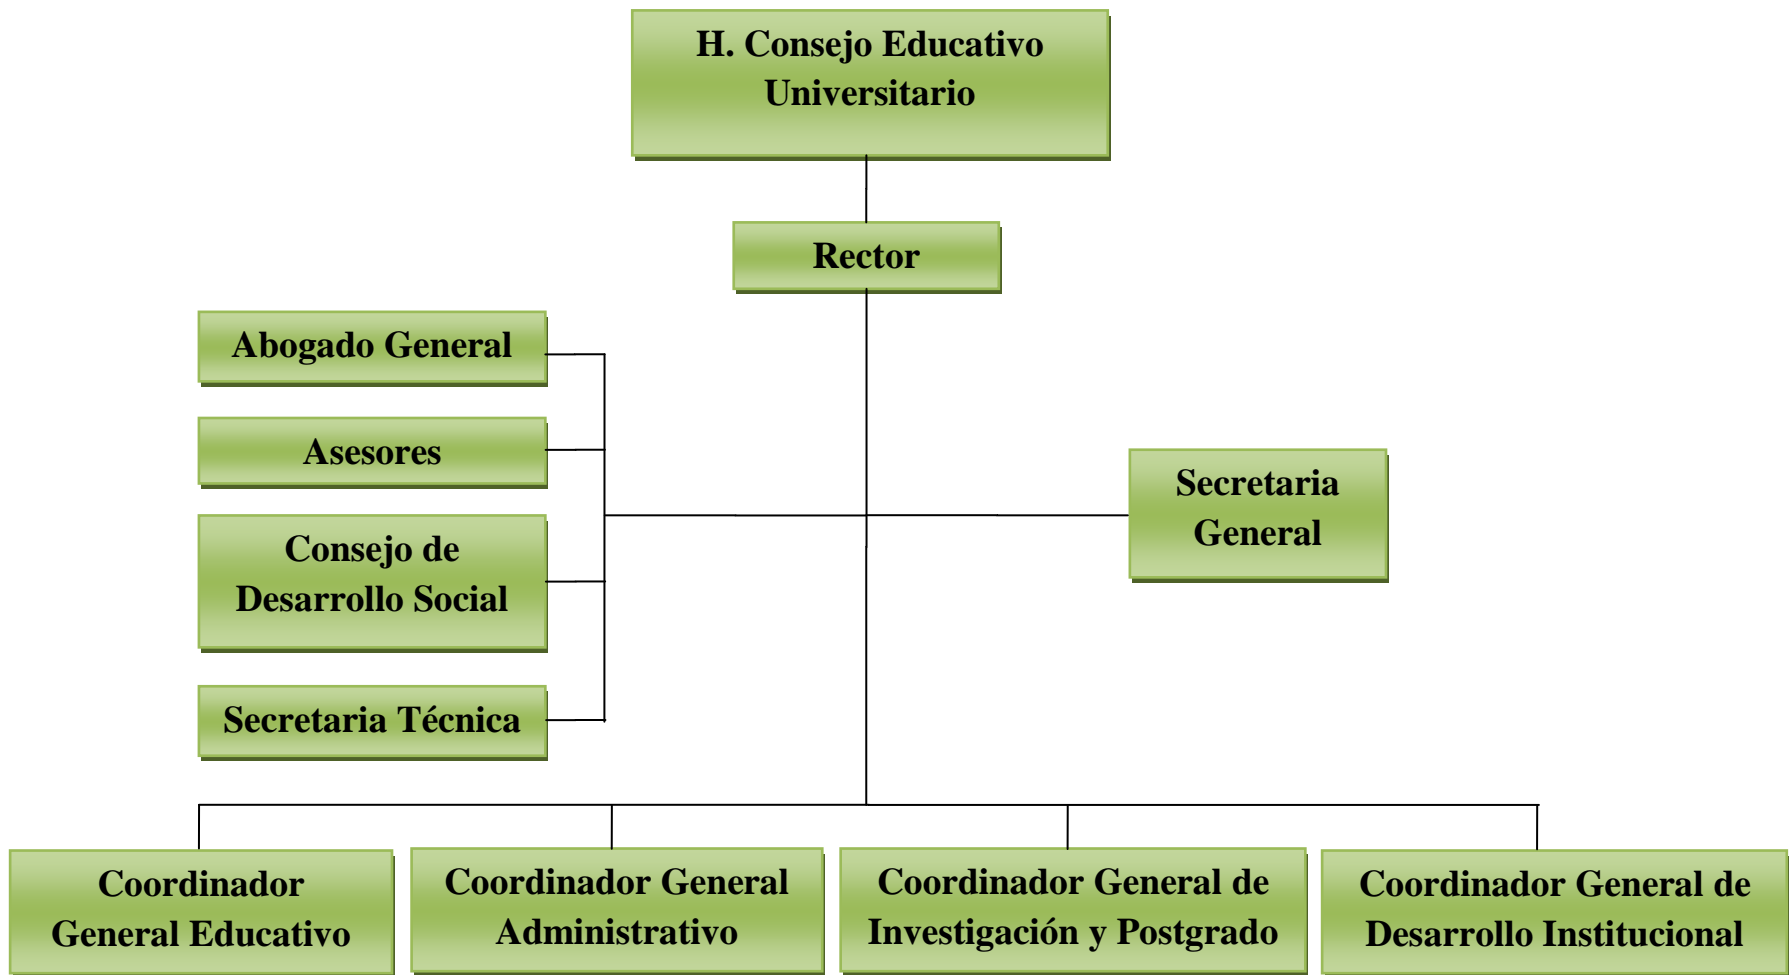 H. Consejo Educativo
Universitario
Rector
Abogado General
Asesores
Consejo de
Desarrollo Social
Secretaria Técnica
Secretaria
General
Coordinador
General Educativo
Coordinador General
Administrativo
Coordinador General de
Investigación y Postgrado
Coordinador General de
Desarrollo Institucional